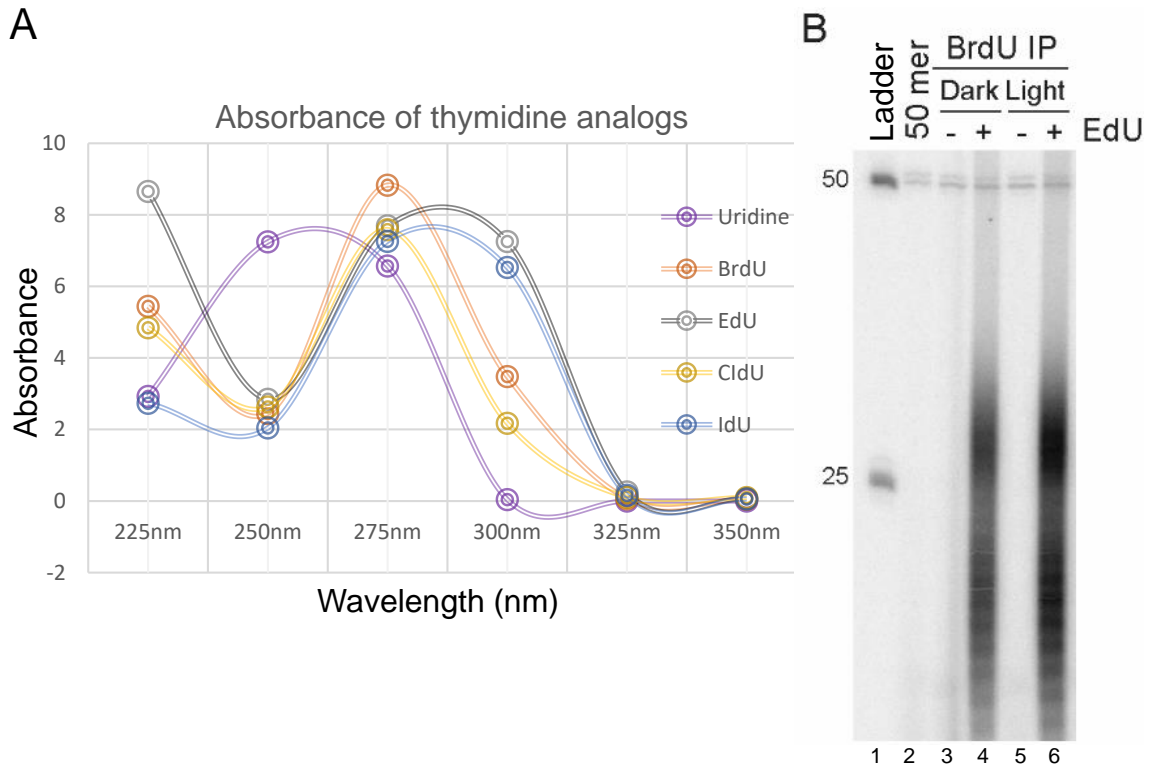 A
Absorbance of thymidine analogs
Absorbance
10
8
6
4
2
0
-2
225nm 250nm 275nm 300nm 325nm 350nm
Wavelength (nm)
Uridine
BrdU
EdU
CldU
IdU
B
Ladder
50 mer
BrdU IP
Dark Light
- + - + EdU
50
25
1 2 3 4 5 6